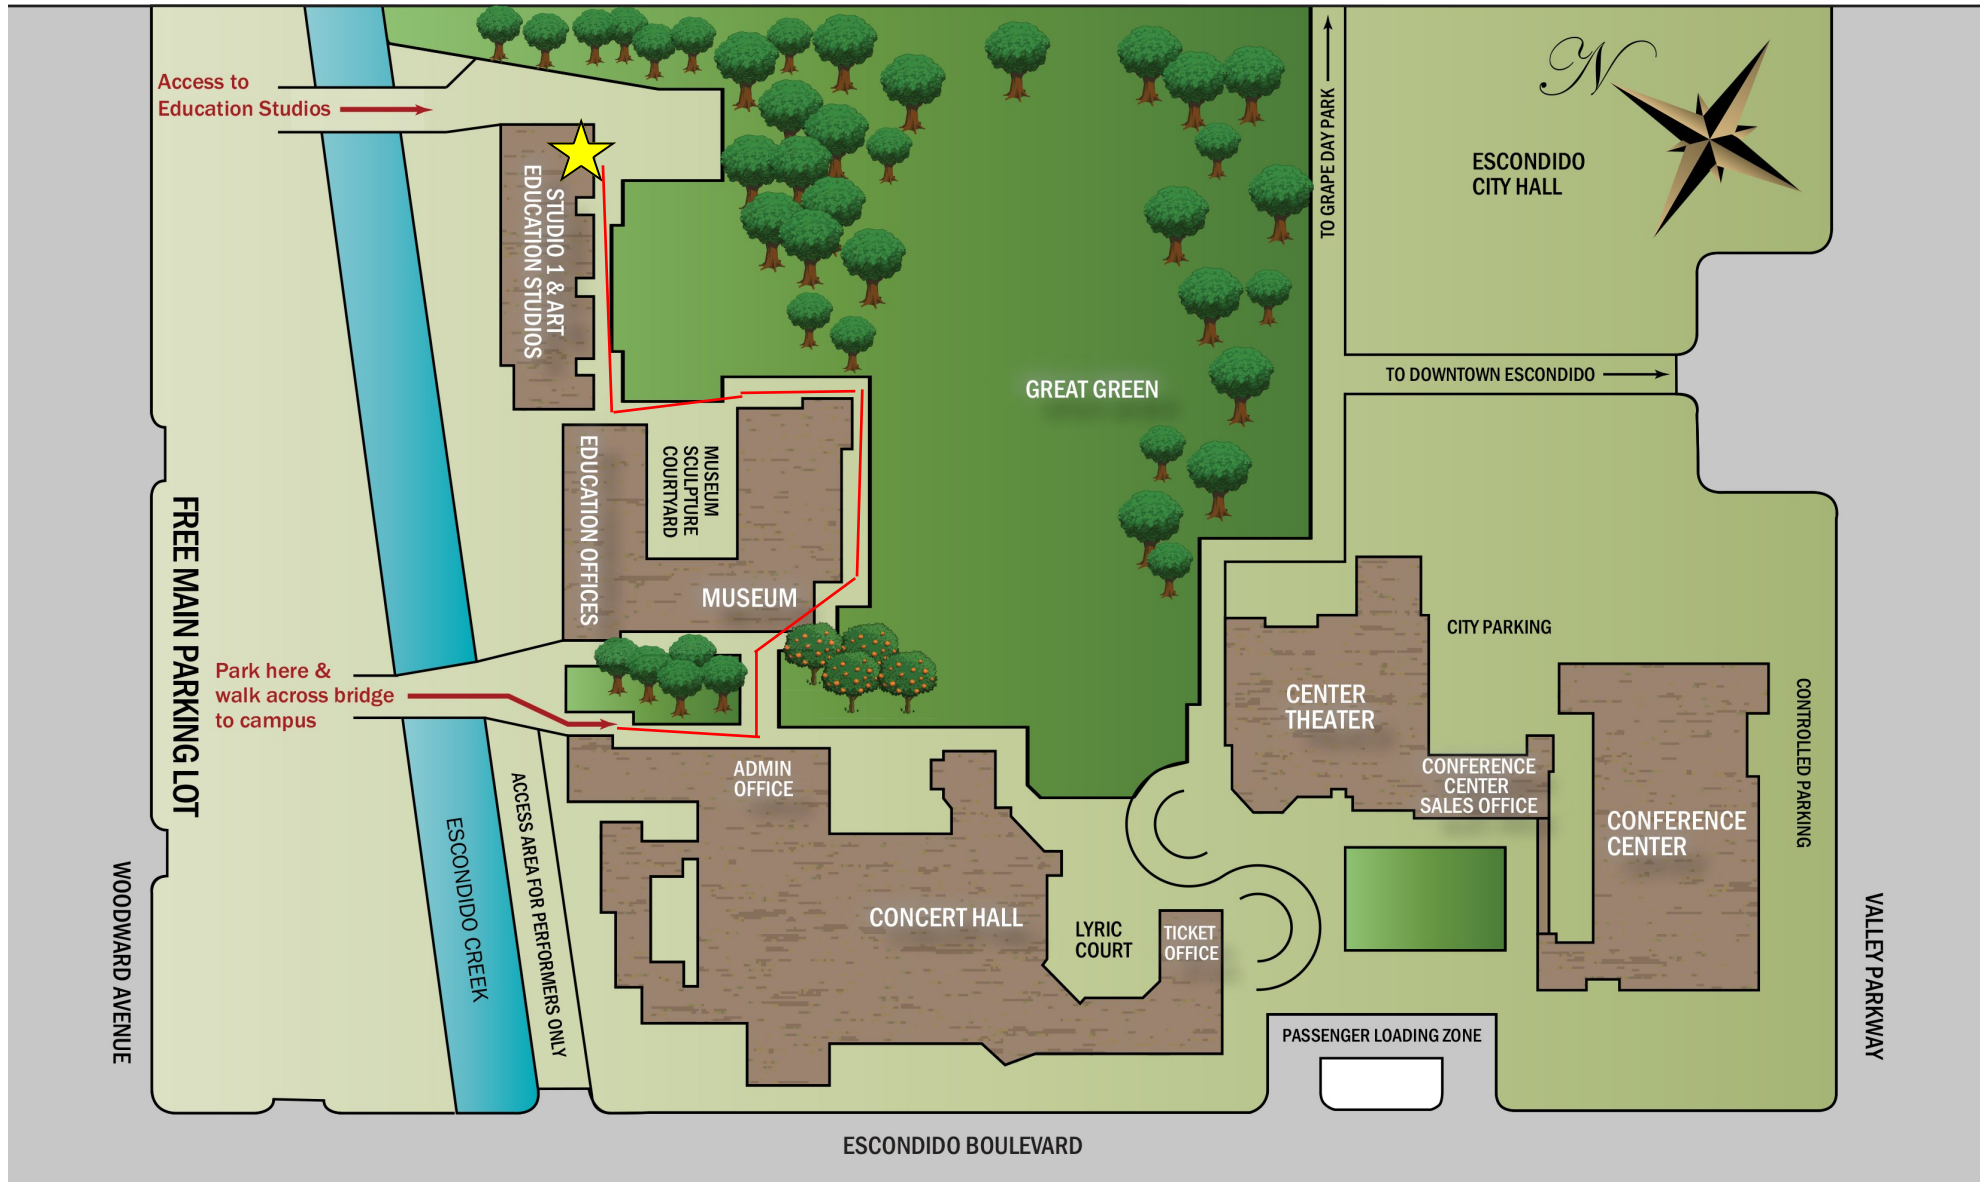 Access to
Education Studios
N
TO GRAPE DAY PARK
ESCONDIDO
CITY HALL
STUDIO 1 & ART
EDUCATION STUDIOS
TO DOWNTOWN ESCONDIDO
GREAT GREEN
MUSEUM
SCULPTURE
COURTYARD
EDUCATION OFFICES
MUSEUM
FREE MAIN PARKING LOT
Park here &
walk across bridge
to campus
CITY PARKING
CENTER
THEATER
CONTROLLED PARKING
ADMIN
OFFICE
CONFERENCE
CENTER
SALES OFFICE
CONFERENCE
CENTER
ACCESS AREA FOR PERFORMERS ONLY
ESCONDIDO CREEK
WOODWARD AVENUE
CONCERT HALL
LYRIC
COURT
TICKET
OFFICE
VALLEY PARKWAY
PASSENGER LOADING ZONE
ESCONDIDO BOULEVARD